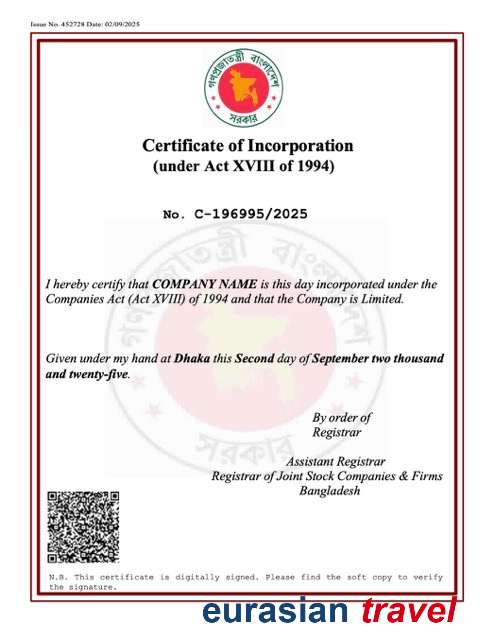 Issue No. 452728 Date: 02/09/2025
গণপ্রজাতন্ত্রী বাংলাদেশ
সরকার
Certificate of Incorporation
(under Act XVIII of 1994)
No. C-196995/2025
গণপ্রজাতন্ত্রী বাংলাদেশ
সরকার
I hereby certify that COMPANY NAME is this day incorporated under the
Companies Act (Act XVIII) of 1994 and that the Company is Limited.
Given under my hand at Dhaka this Second day of September two thousand
and twenty-five.
By order of
Registrar
Assistant Registrar
Registrar of Joint Stock Companies & Firms
Bangladesh
N.B. This certificate is digitally signed. Please find the soft copy to verify
the signature.
eurasian travel